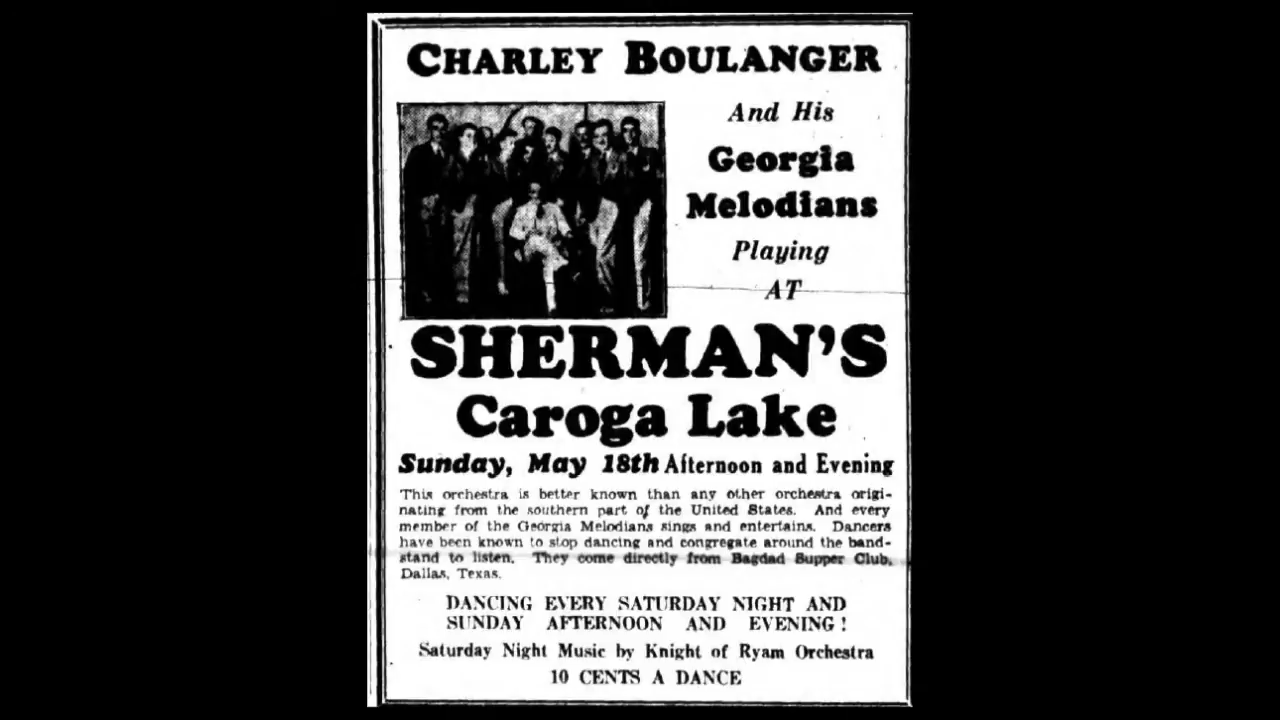 CHARLEY BOULANGER
And His
Georgia
Melodians
Playing
AT
SHERMAN'S
Caroga Lake
Sunday, May 18th Afternoon and Evening
This orchestra is better known than any other orchestra origi-
nating from the southern part of the United States. And every
member of the Georgia Melodians sings and entertains. Dancers
have been known to stop dancing and congregate around the band-
stand to listen. They come directly from Bagdad Supper Club,
Dallas, Texas.
DANCING EVERY SATURDAY NIGHT AND
SUNDAY AFTERNOON AND EVENING!
Saturday Night Music by Knight of Ryam Orchestra
10 CENTS A DANCE